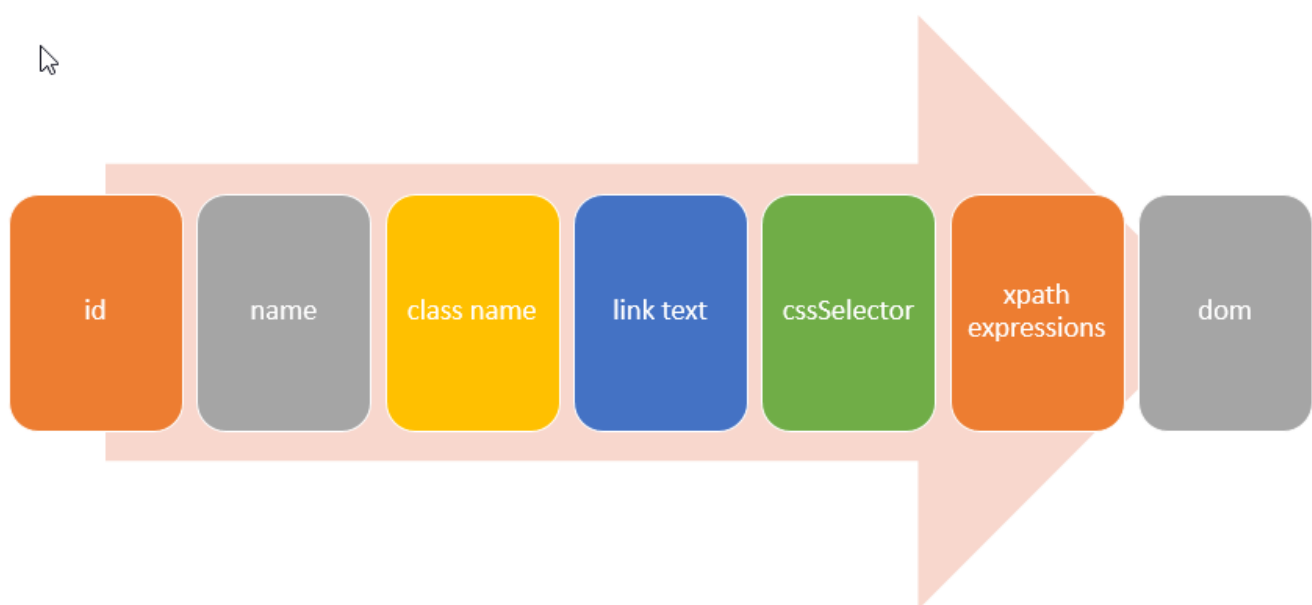 id
name
class name
link text
cssSelector
xpath
expressions
dom